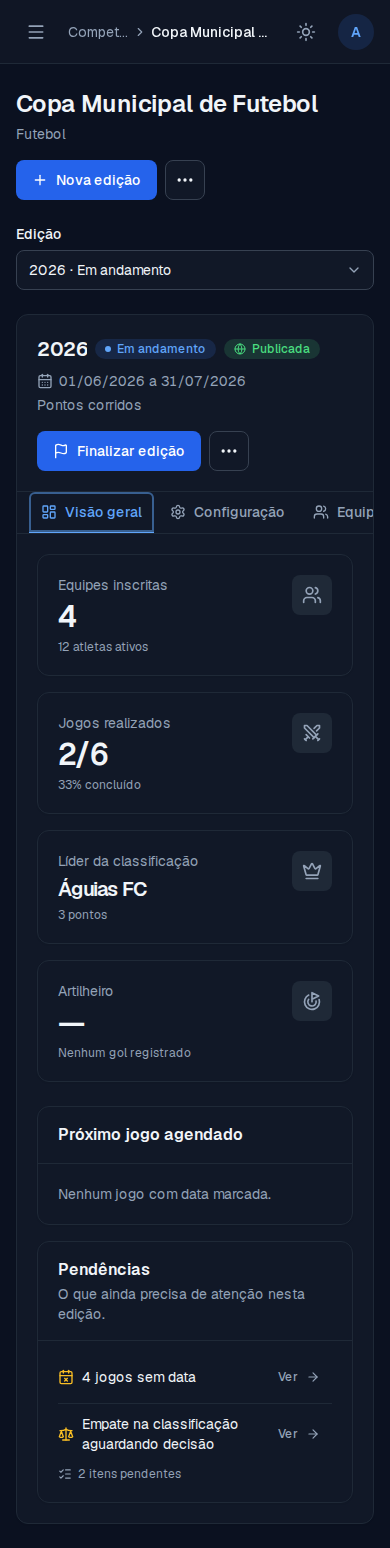 Compet... > Copa Municipal ... A
Copa Municipal de Futebol
Futebol
+ Nova edição ...
Edição
2026 · Em andamento
2026 Em andamento Publicada
01/06/2026 a 31/07/2026
Pontos corridos
Finalizar edição ...
Visão geral Configuração Equip
Equipes inscritas
4
12 atletas ativos
Jogos realizados
2/6
33% concluído
Líder da classificação
Águias FC
3 pontos
Artilheiro
—
Nenhum gol registrado
Próximo jogo agendado
Nenhum jogo com data marcada.
Pendências
O que ainda precisa de atenção nesta
edição.
4 jogos sem data Ver →
Empate na classificação
aguardando decisão Ver →
2 itens pendentes